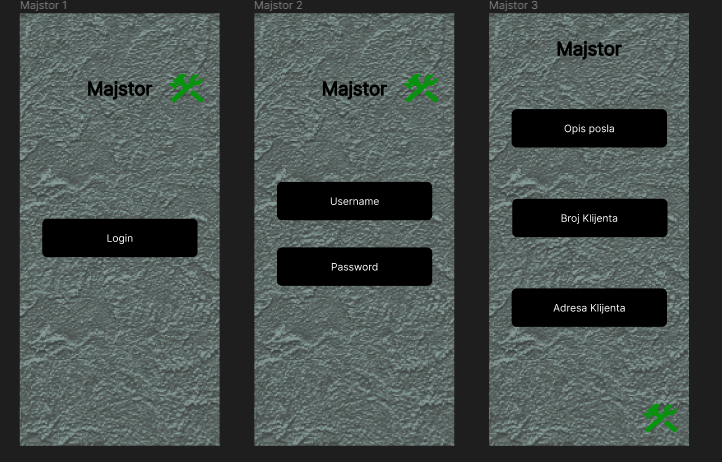 Majstor 1
Majstor
Login
Majstor 2
Majstor
Username
Password
Majstor 3
Majstor
Opis posla
Broj Klijenta
Adresa Klijenta